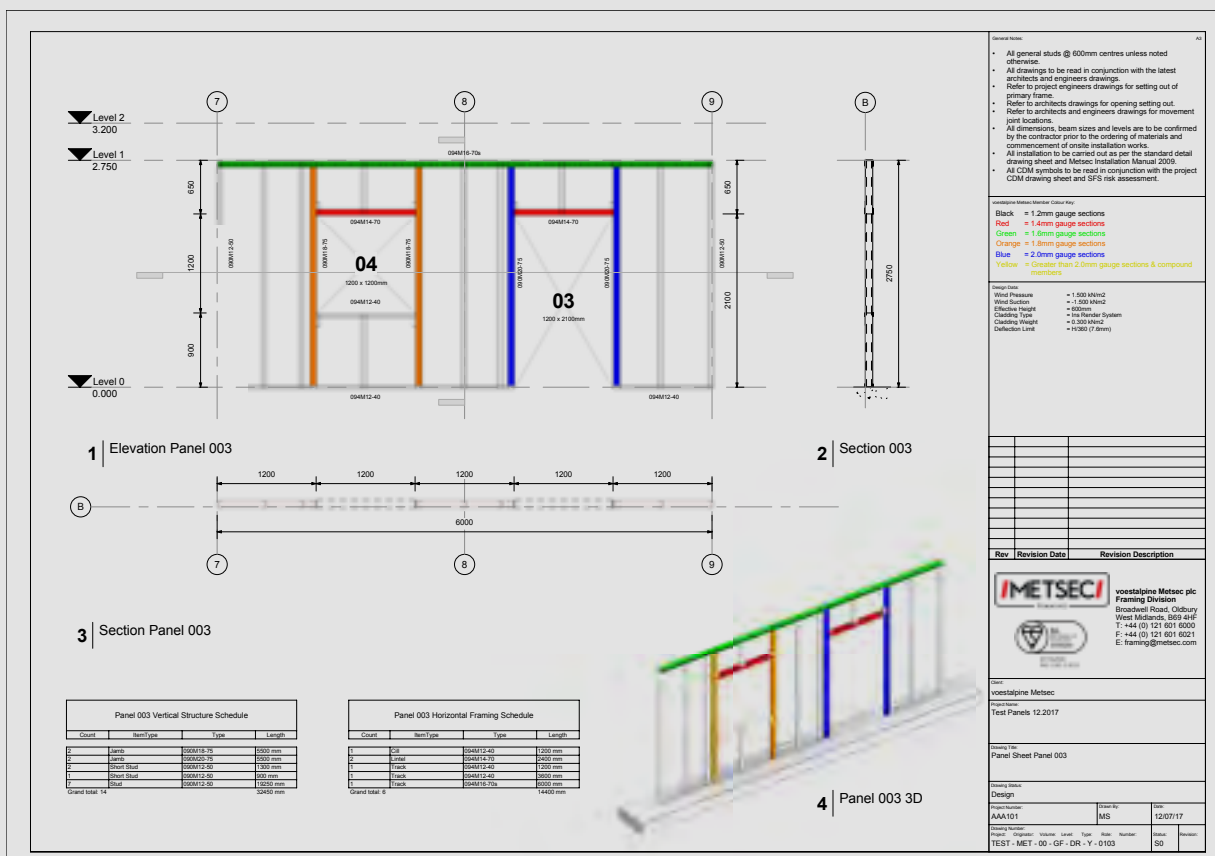 General Notes:
A3
• All general studs @ 600mm centres unless noted
otherwise.
• All drawings to be read in conjunction with the latest
architects and engineers drawings.
• Refer to project engineers drawings for setting out of
primary frame.
• Refer to architects drawings for opening setting out.
• Refer to architects and engineers drawings for movement
joint locations.
• All dimensions, beam sizes and levels are to be confirmed
by the contractor prior to the ordering of materials and
commencement of onsite installation works.
• All installation to be carried out as per the standard detail
drawing sheet and Metsec Installation Manual 2009.
• All CDM symbols to be read in conjunction with the project
CDM drawing sheet and SFS risk assessment.
voestalpine Metsec Member Colour Key:
Black = 1.2mm gauge sections
Red = 1.4mm gauge sections
Green = 1.6mm gauge sections
Orange = 1.8mm gauge sections
Blue = 2.0mm gauge sections
Yellow = Greater than 2.0mm gauge sections & compound
members
Design Data
Wind Pressure = 1.500 kN/m2
Wind Suction = -1.500 kN/m2
Effective Height = 600mm
Cladding Type = Ins Render System
Cladding Weight = 0.300 kN/m2
Deflection Limit = H/360 (7.6mm)
7
8
9
B
Level 2
3.200
Level 1
2.750
Level 0
0.000
094M16-70s
650
1200
900
650
2100
2750
094M14-70
094M14-70
090M12-50
090M18-75
090M18-75
090M20-75
090M20-75
090M12-50
04
1200 x 1200mm
094M12-40
03
1200 x 2100mm
094M12-40
094M12-40
1 Elevation Panel 003
2 Section 003
1200
1200
1200
1200
1200
B
6000
7
8
9
3 Section Panel 003
Panel 003 Vertical Structure Schedule
Count ItemType Type Length
2 Jamb 090M18-75 5500 mm
2 Jamb 090M20-75 5500 mm
2 Short Stud 090M12-50 1300 mm
1 Short Stud 090M12-50 900 mm
7 Stud 090M12-50 19250 mm
Grand total: 14 32450 mm
Panel 003 Horizontal Framing Schedule
Count ItemType Type Length
1 Cill 094M12-40 1200 mm
2 Lintel 094M14-70 2400 mm
1 Track 094M12-40 1200 mm
1 Track 094M12-40 3600 mm
1 Track 094M16-70s 6000 mm
Grand total: 6 14400 mm
4 Panel 003 3D
Rev Revision Date Revision Description
METSEC
voestalpine Metsec plc
Framing Division
Broadwell Road, Oldbury
West Midlands, B69 4HF
T: +44 (0) 121 601 6000
F: +44 (0) 121 601 6021
E: framing@metsec.com
Client:
voestalpine Metsec
Project Name:
Test Panels 12.2017
Drawing Title:
Panel Sheet Panel 003
Drawing Status:
Design
Project Number: Drawn By: Date:
AAA101 MS 12/07/17
Drawing Number:
Project Originator: Volume: Level: Type: Role: Number: Status: Revision:
TEST - MET - 00 - GF - DR - Y - 0103 S0